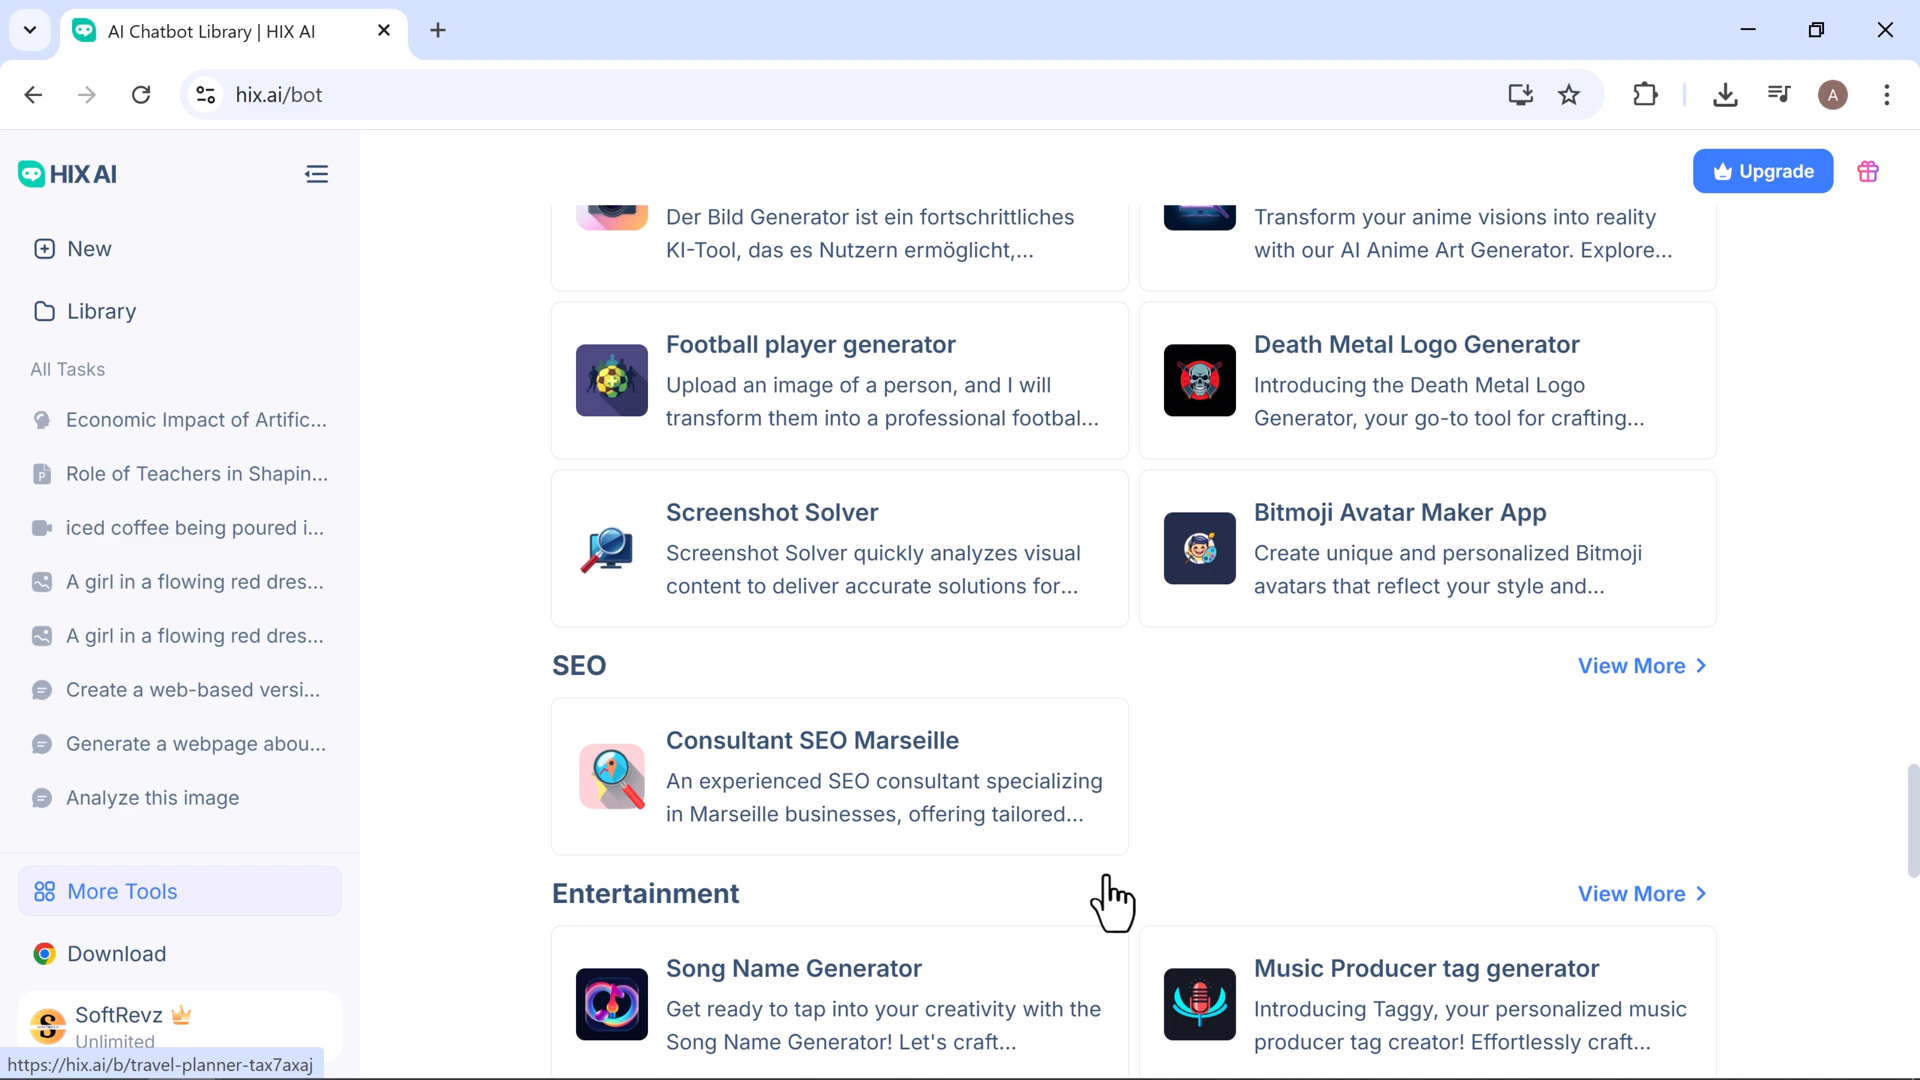 AI Chatbot Library | HIX AI
hix.ai/bot
A
HIX AI
New
Library
All Tasks
Economic Impact of Artific...
Role of Teachers in Shapin...
iced coffee being poured i...
A girl in a flowing red dres...
A girl in a flowing red dres...
Create a web-based versi...
Generate a webpage abou...
Analyze this image
More Tools
Download
SoftRevz
Unlimited
https://hix.ai/b/travel-planner-tax7axaj
Upgrade
Der Bild Generator ist ein fortschrittliches
KI-Tool, das es Nutzern ermöglicht,...
Transform your anime visions into reality
with our AI Anime Art Generator. Explore...
Football player generator
Upload an image of a person, and I will
transform them into a professional footbal...
Death Metal Logo Generator
Introducing the Death Metal Logo
Generator, your go-to tool for crafting...
Screenshot Solver
Screenshot Solver quickly analyzes visual
content to deliver accurate solutions for...
Bitmoji Avatar Maker App
Create unique and personalized Bitmoji
avatars that reflect your style and...
SEO
View More
Consultant SEO Marseille
An experienced SEO consultant specializing
in Marseille businesses, offering tailored...
Entertainment
View More
Song Name Generator
Get ready to tap into your creativity with the
Song Name Generator! Let's craft...
Music Producer tag generator
Introducing Taggy, your personalized music
producer tag creator! Effortlessly craft...